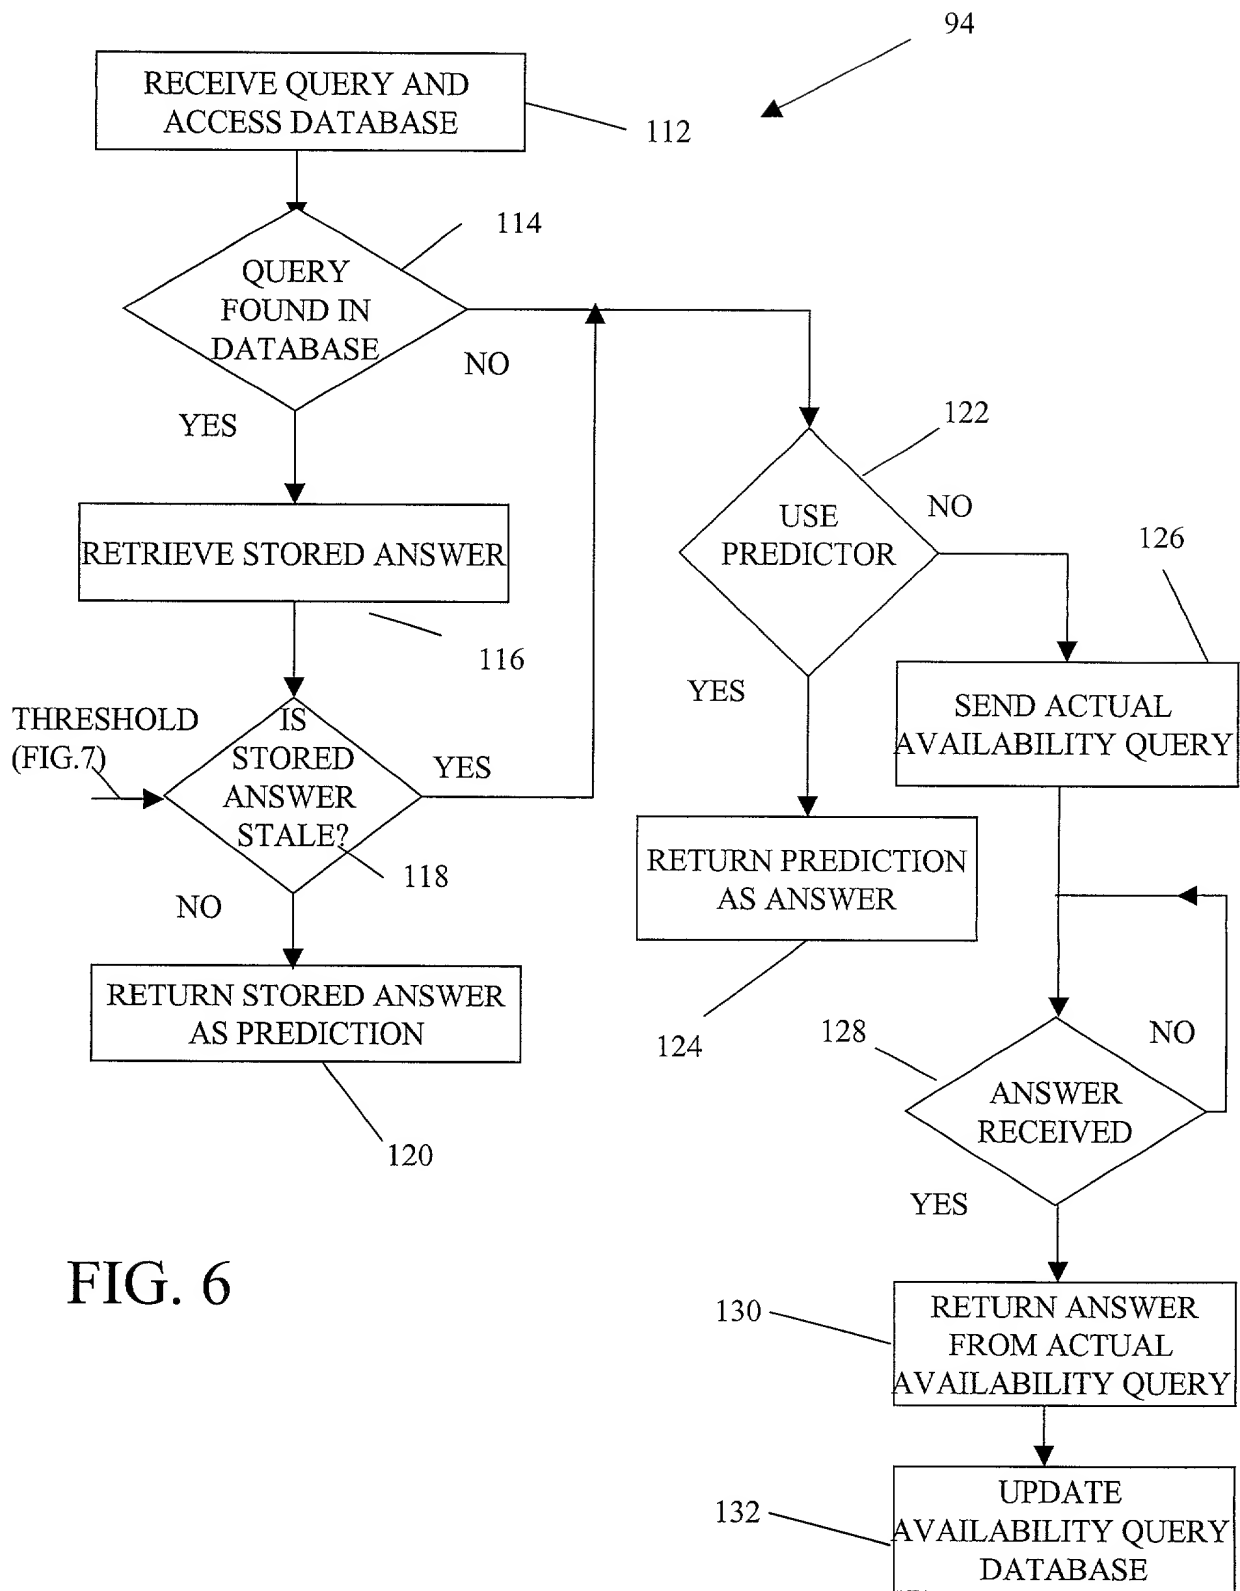 94
RECEIVE QUERY AND
ACCESS DATABASE
112
114
QUERY
FOUND IN
DATABASE
NO
YES
122
NO
USE
PREDICTOR
126
RETRIEVE STORED ANSWER
116
YES
SEND ACTUAL
AVAILABILITY QUERY
THRESHOLD
(FIG.7)
IS
STORED
ANSWER
STALE?
YES
118
NO
RETURN PREDICTION
AS ANSWER
124
RETURN STORED ANSWER
AS PREDICTION
120
128
NO
ANSWER
RECEIVED
YES
FIG. 6
130
RETURN ANSWER
FROM ACTUAL
AVAILABILITY QUERY
132
UPDATE
AVAILABILITY QUERY
DATABASE